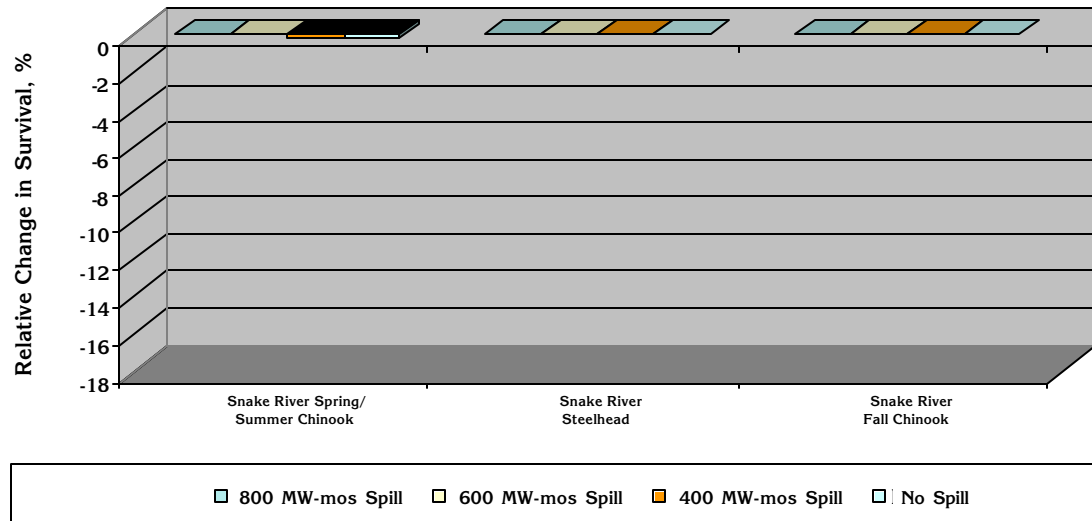 Relative Change in Survival, %
0
-2
-4
-6
-8
-10
-12
-14
-16
-18
Snake River Spring/
Summer Chinook
Snake River
Steelhead
Snake River
Fall Chinook
800 MW-mos Spill
600 MW-mos Spill
400 MW-mos Spill
No Spill